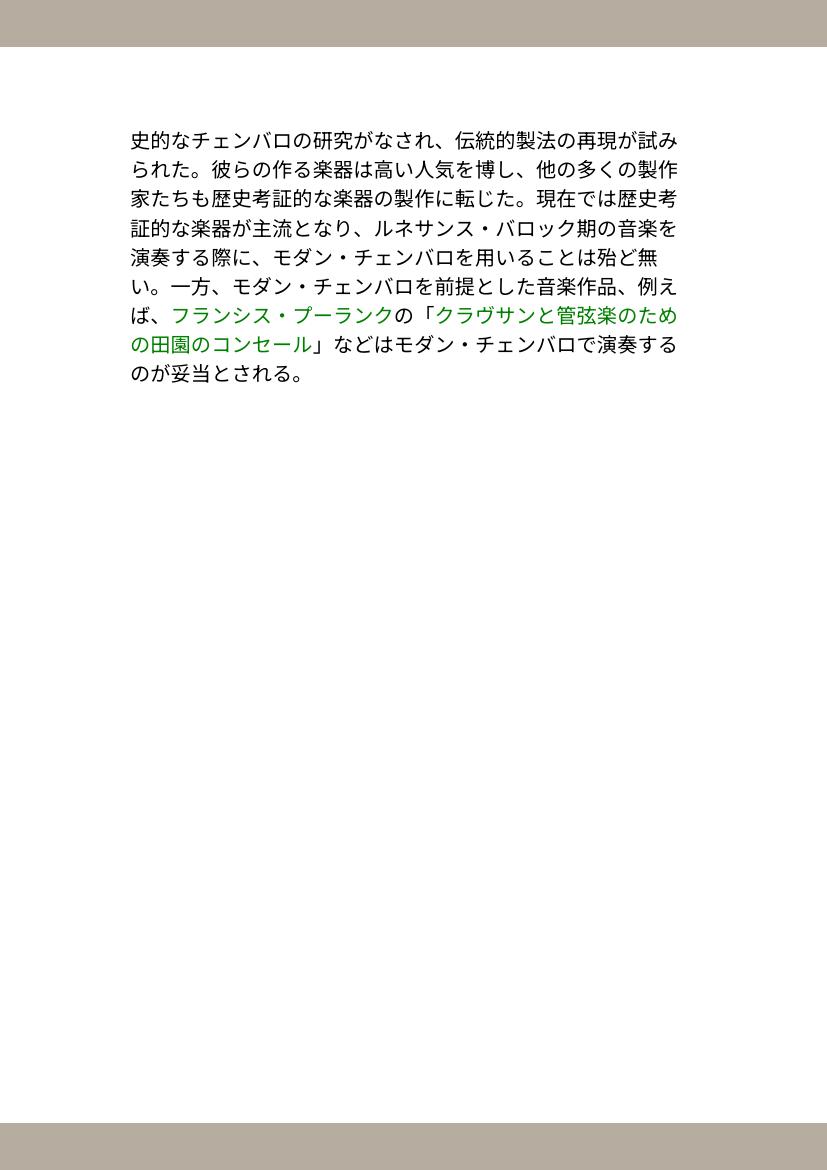 史的なチェンバロの研究がなされ、伝統的製法の再現が試み
られた。彼らの作る楽器は高い人気を博し、他の多くの製作
家たちも歴史考証的な楽器の製作に転じた。現在では歴史考
証的な楽器が主流となり、ルネサンス・バロック期の音楽を
演奏する際に、モダン・チェンバロを用いることは殆ど無
い。一方、モダン・チェンバロを前提とした音楽作品、例え
ば、フランシス・プーランクの「クラヴサンと管弦楽のため
の田園のコンセール」などはモダン・チェンバロで演奏する
のが妥当とされる。